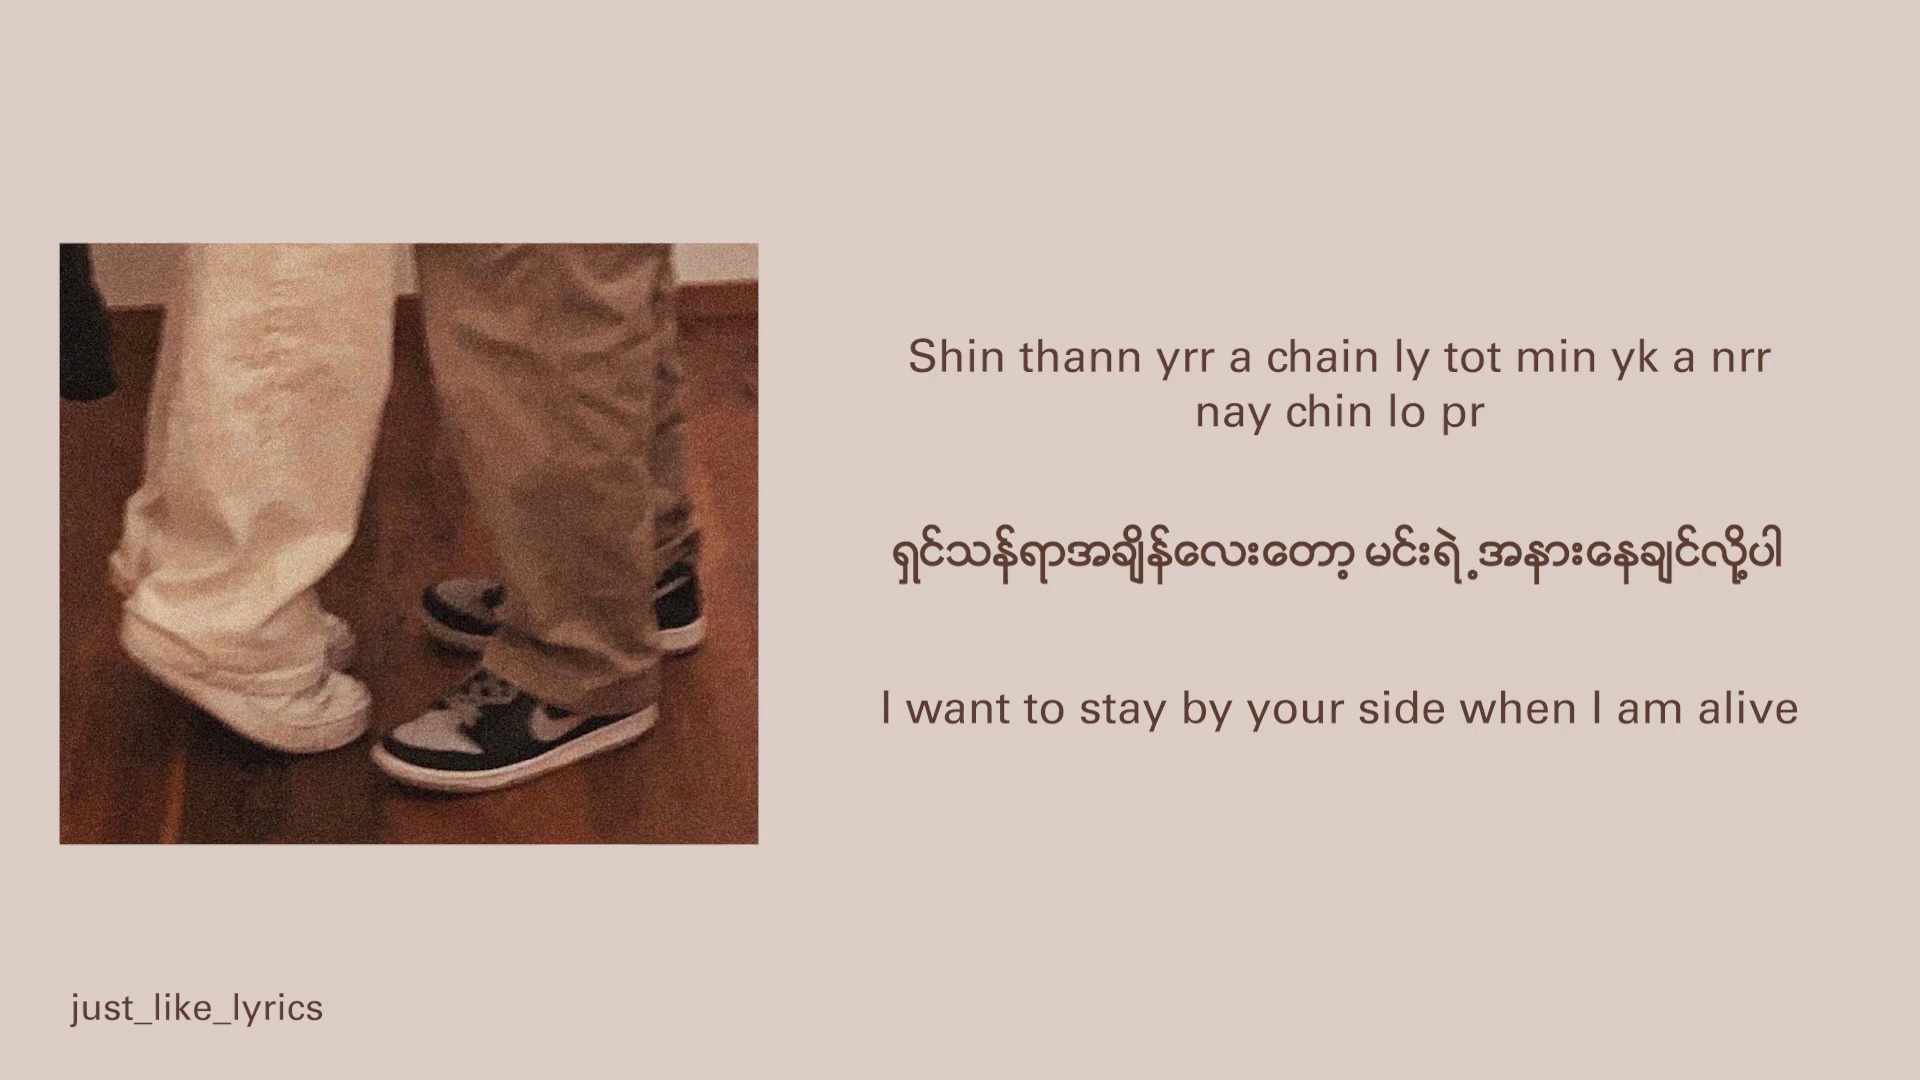 Shin thann yrr a chain ly tot min yk a nrr
nay chin lo pr
ရှင်သန်ရာအချိန်လေးတော့ မင်းရဲ့အနားနေချင်လို့ပါ
I want to stay by your side when I am alive
just_like_lyrics